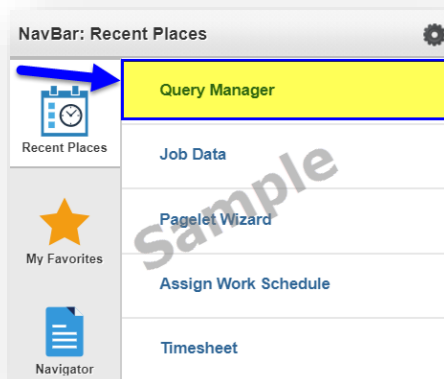 NavBar: Recent Places
Query Manager
Recent Places
Job Data
Sample
Pagelet Wizard
My Favorites
Assign Work Schedule
Timesheet
Navigator